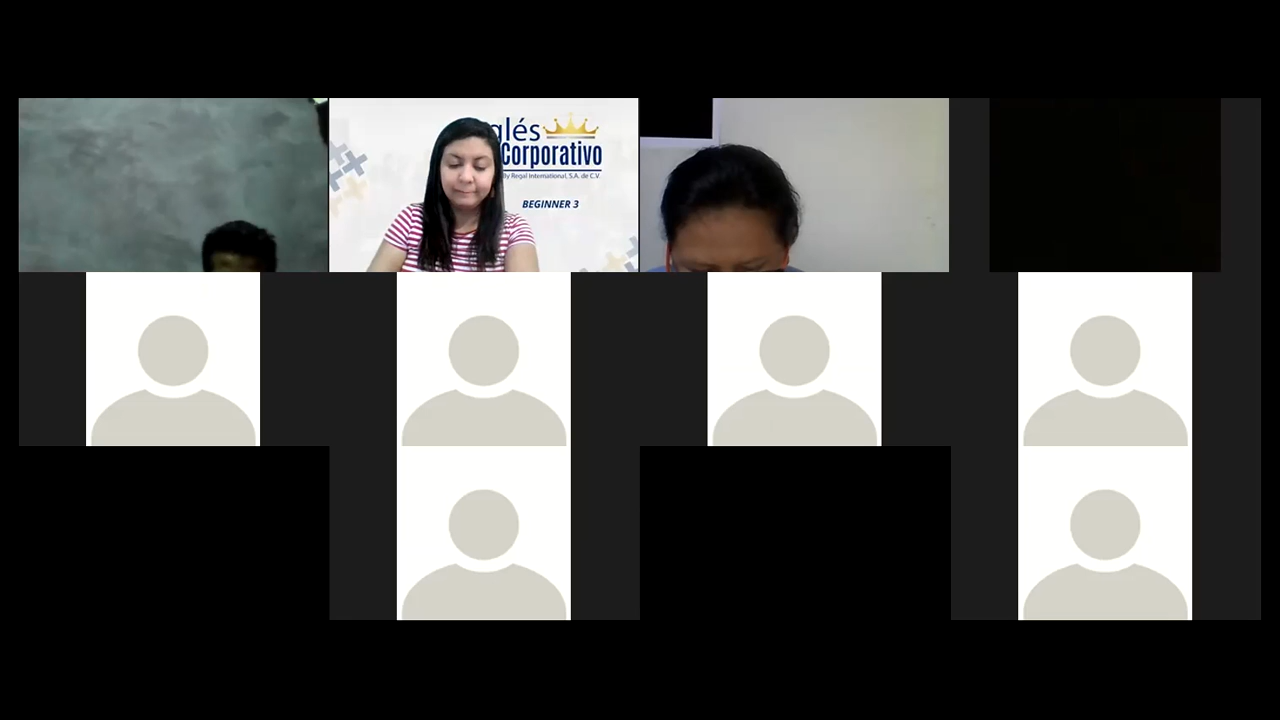 glés
Corporativo
By Regal International, S.A. de C.V.
BEGINNER 3